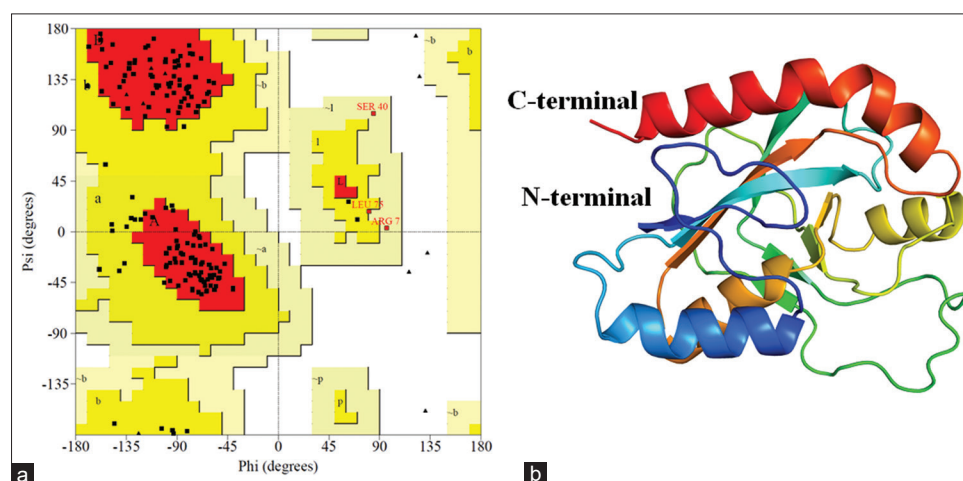 180
135
90
45
0
-45
-90
-135
Psi (degrees)
B
b
~b
~b
b
~l
SER 40
l
L
LEU 75
ARG 7
a
A
~a
~b
b
~p
p
~b
-180
-135
-90
-45
0
45
90
135
180
Phi (degrees)
a
C-terminal
N-terminal
b